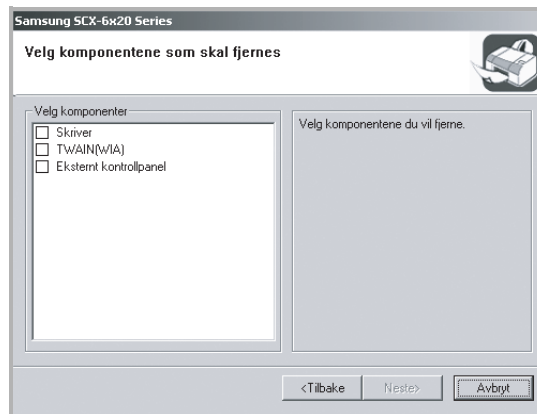 Samsung SCX-6x20 Series
Velg komponentene som skal fjernes
Velg komponenter
Skriver
TWAIN(WIA)
Eksternt kontrollpanel
Velg komponentene du vil fjerne.
<Tilbake
Neste>
Avbryt